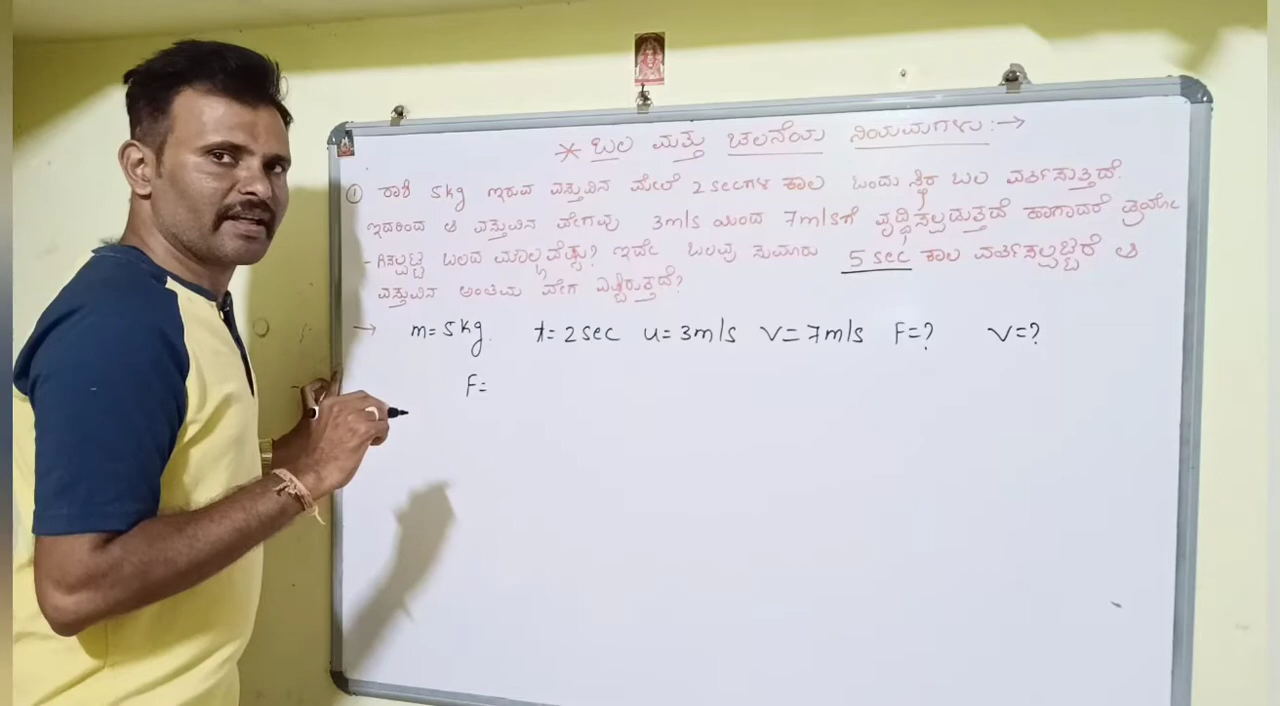 * ಬಲ ಮತ್ತು ಚಲನೆಯ ನಿಯಮಗಳು:→
① ರಾಶಿ 5kg ಇರುವ ವಸ್ತುವಿನ ಮೇಲೆ 2secಗಳ ಕಾಲ ಒಂದು ಸ್ಥಿರ ಬಲ ವರ್ತಿಸುತ್ತದೆ.
ಇದರಿಂದ ಆ ವಸ್ತುವಿನ ವೇಗವು 3m/s ಯಿಂದ 7m/sಗೆ ವೃದ್ಧಿಸಲ್ಪಡುತ್ತದೆ ಹಾಗಾದರೆ ಪ್ರಯೋ
-ಗಿಸಲ್ಪಟ್ಟ ಬಲದ ಮೌಲ್ಯವೆಷ್ಟು? ಇದೇ ಬಲವು ಸುಮಾರು 5 sec ಕಾಲ ವರ್ತಿಸಲ್ಪಟ್ಟರೆ ಆ
ವಸ್ತುವಿನ ಅಂತಿಮ ವೇಗ ಎಷ್ಟಿರುತ್ತದೆ?
→ m=5kg. t=2sec u=3m/s v=7m/s F=? v=?
F=